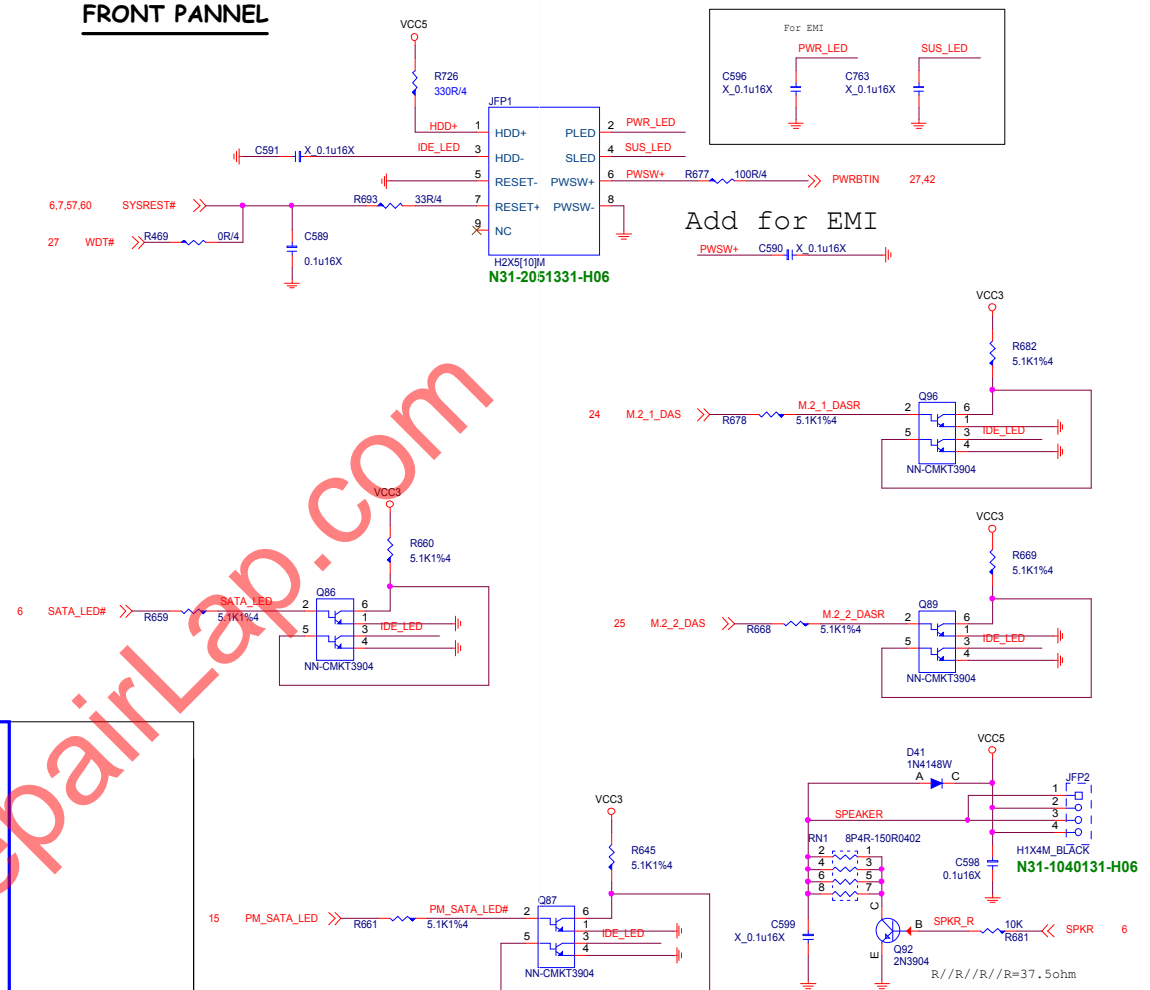 FRONT PANNEL
VCC5
For EMI
PWR_LED
SUS_LED
C596
X_0.1u16X
C763
X_0.1u16X
R726
330R/4
JFP1
HDD+
1
HDD+
PLED
2
PWR_LED
C591
X_0.1u16X
IDE_LED
3
HDD-
SLED
4
SUS_LED
5
RESET-
PWSW+
6
PWSW+
R677
100R/4
PWRBTIN
27,42
6,7,57,60
SYSREST#
R693
33R/4
7
RESET+
PWSW-
8
27
WDT#
R469
0R/4
C589
0.1u16X
9
NC
H2X5[10]M
N31-2051331-H06
Add for EMI
PWSW+
C590
X_0.1u16X
VCC3
R682
5.1K1%4
24
M.2_1_DAS
R678
M.2_1_DASR
5.1K1%4
Q96
2
6
1
5
3
IDE_LED
4
NN-CMKT3904
VCC3
R660
5.1K1%4
6
SATA_LED#
R659
SATA_LED
5.1K1%4
Q86
2
6
1
5
3
IDE_LED
4
NN-CMKT3904
VCC3
R669
5.1K1%4
25
M.2_2_DAS
R668
M.2_2_DASR
5.1K1%4
Q89
2
6
1
5
3
IDE_LED
4
NN-CMKT3904
VCC3
R645
5.1K1%4
15
PM_SATA_LED
R661
PM_SATA_LED#
5.1K1%4
Q87
2
6
1
5
3
IDE_LED
4
NN-CMKT3904
VCC5
D41
1N4148W
A
C
JFP2
1
2
3
4
SPEAKER
RN1
8P4R-150R0402
2
1
4
3
6
5
8
7
H1X4M_BLACK
N31-1040131-H06
C598
0.1u16X
C599
X_0.1u16X
C
B
E
Q92
2N3904
SPKR_R
10K
R681
SPKR
6
R//R//R//R=37.5ohm
epairLap.com